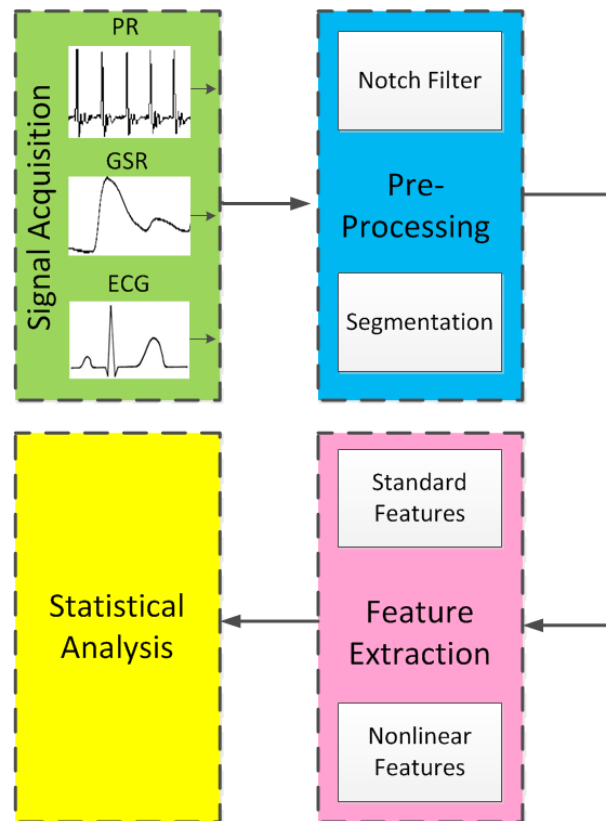 Signal Acquisition
PR
GSR
ECG
Notch Filter
Pre-
Processing
Segmentation
Standard
Features
Feature
Extraction
Nonlinear
Features
Statistical
Analysis